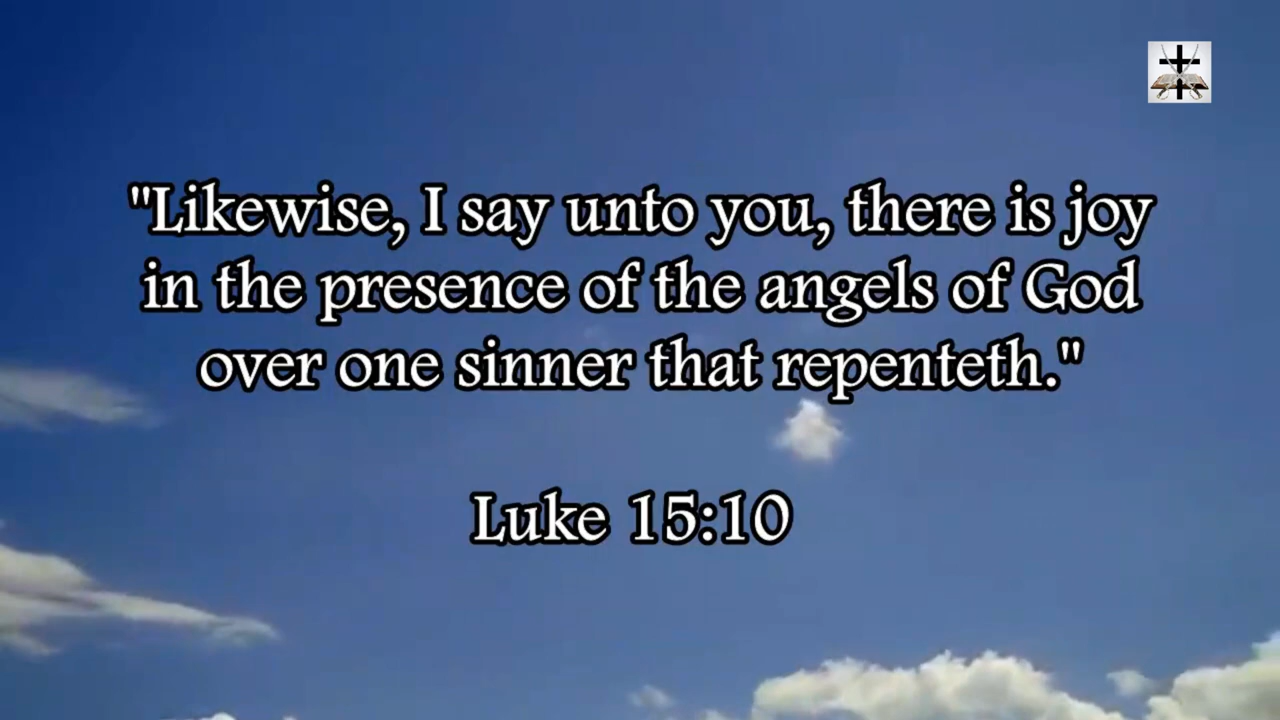 "Likewise, I say unto you, there is joy
in the presence of the angels of God
over one sinner that repenteth."
Luke 15:10